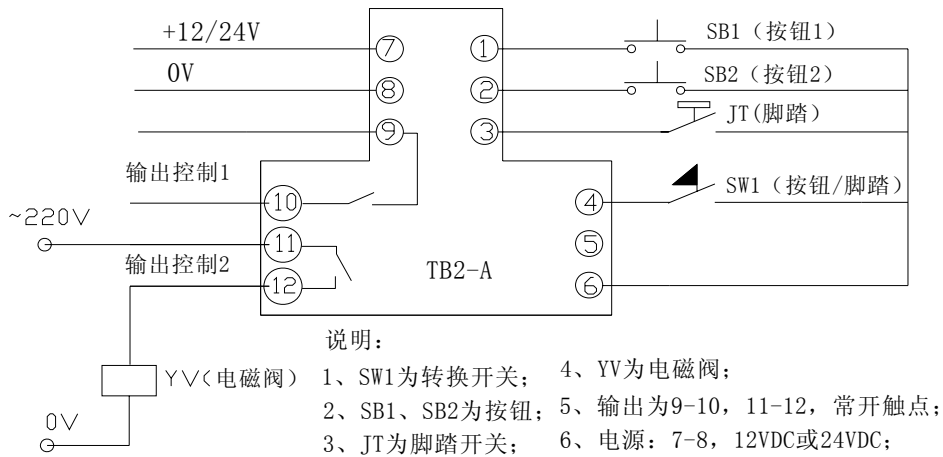 +12/24V
0V
输出控制1
~220V
输出控制2
YV(电磁阀)
0V
7
8
9
10
11
12
1
2
3
4
5
6
TB2-A
SB1（按钮1）
SB2（按钮2）
JT(脚踏）
SW1（按钮/脚踏）
说明：
1、SW1为转换开关；
2、SB1、SB2为按钮；
3、JT为脚踏开关；
4、YV为电磁阀；
5、输出为9-10，11-12，常开触点；
6、电源：7-8，12VDC或24VDC；